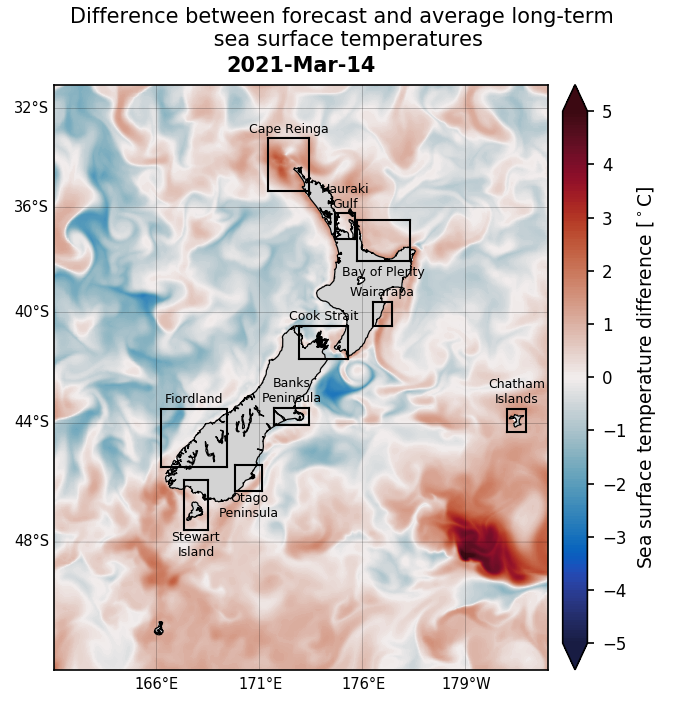 Difference between forecast and average long-term
sea surface temperatures
2021-Mar-14
32°S
36°S
40°S
44°S
48°S
Cape Reinga
Hauraki
Gulf
Bay of Plenty
Wairarapa
Cook Strait
Banks
Peninsula
Fiordland
Chatham
Islands
Otago
Peninsula
Stewart
Island
166°E
171°E
176°E
179°W
5
4
3
2
1
0
−1
−2
−3
−4
−5
Sea surface temperature difference [°C]